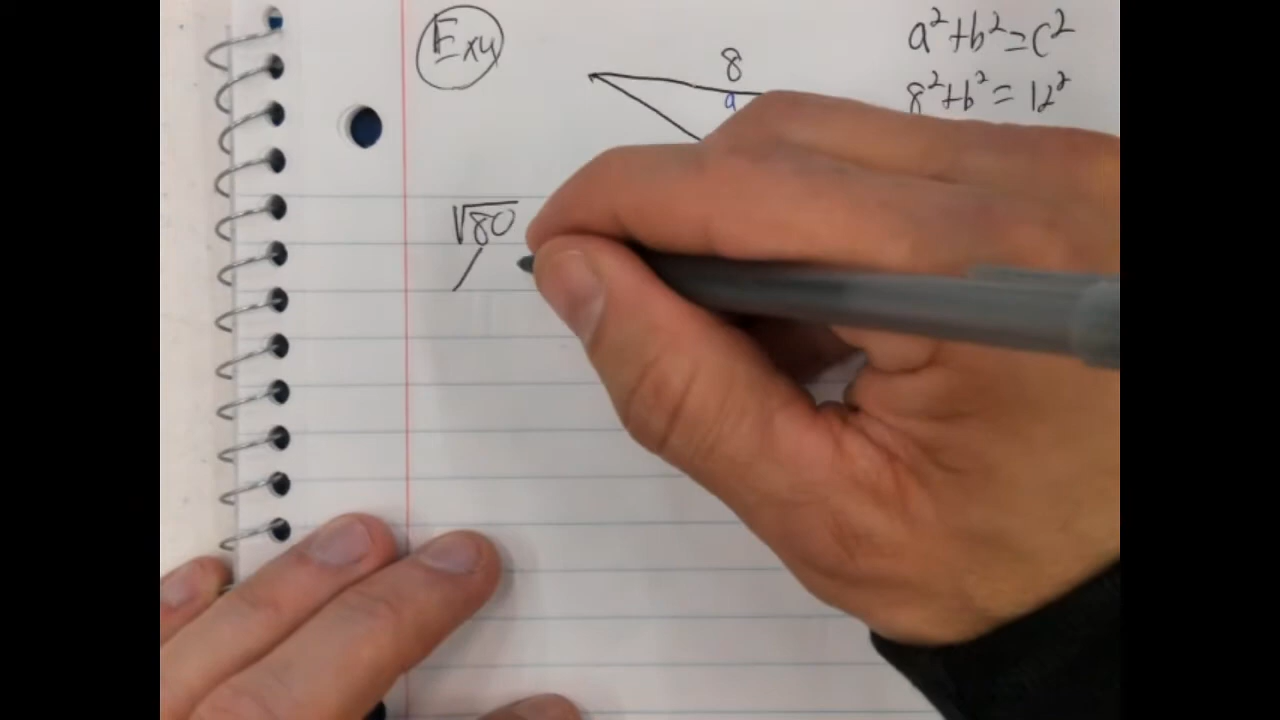 Ex4
8
a
a²+b²=c²
8²+b²=12²
√80